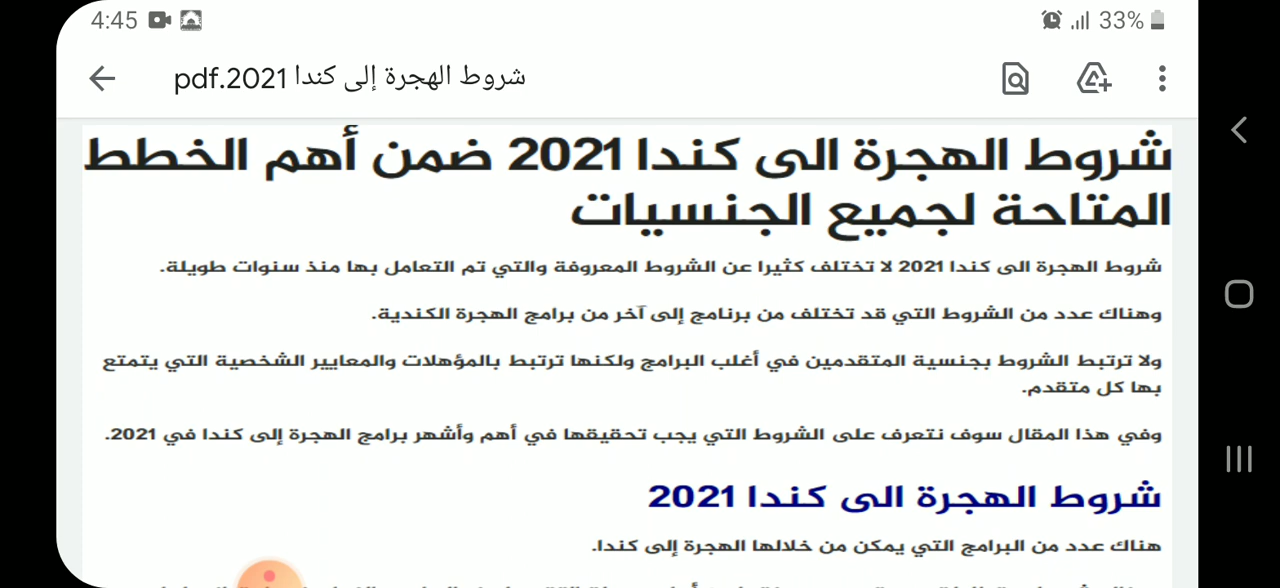 4:45
33%
شروط الهجرة إلى كندا 2021.pdf
شروط الهجرة الى كندا 2021 ضمن أهم الخطط
المتاحة لجميع الجنسيات
شروط الهجرة الى كندا 2021 لا تختلف كثيرا عن الشروط المعروفة والتي تم التعامل بها منذ سنوات طويلة.
وهناك عدد من الشروط التي قد تختلف من برنامج إلى آخر من برامج الهجرة الكندية.
ولا ترتبط الشروط بجنسية المتقدمين في أغلب البرامج ولكنها ترتبط بالمؤهلات والمعايير الشخصية التي يتمتع
بها كل متقدم.
وفي هذا المقال سوف نتعرف على الشروط التي يجب تحقيقها في أهم وأشهر برامج الهجرة إلى كندا في 2021.
شروط الهجرة الى كندا 2021
هناك عدد من البرامج التي يمكن من خلالها الهجرة إلى كندا.